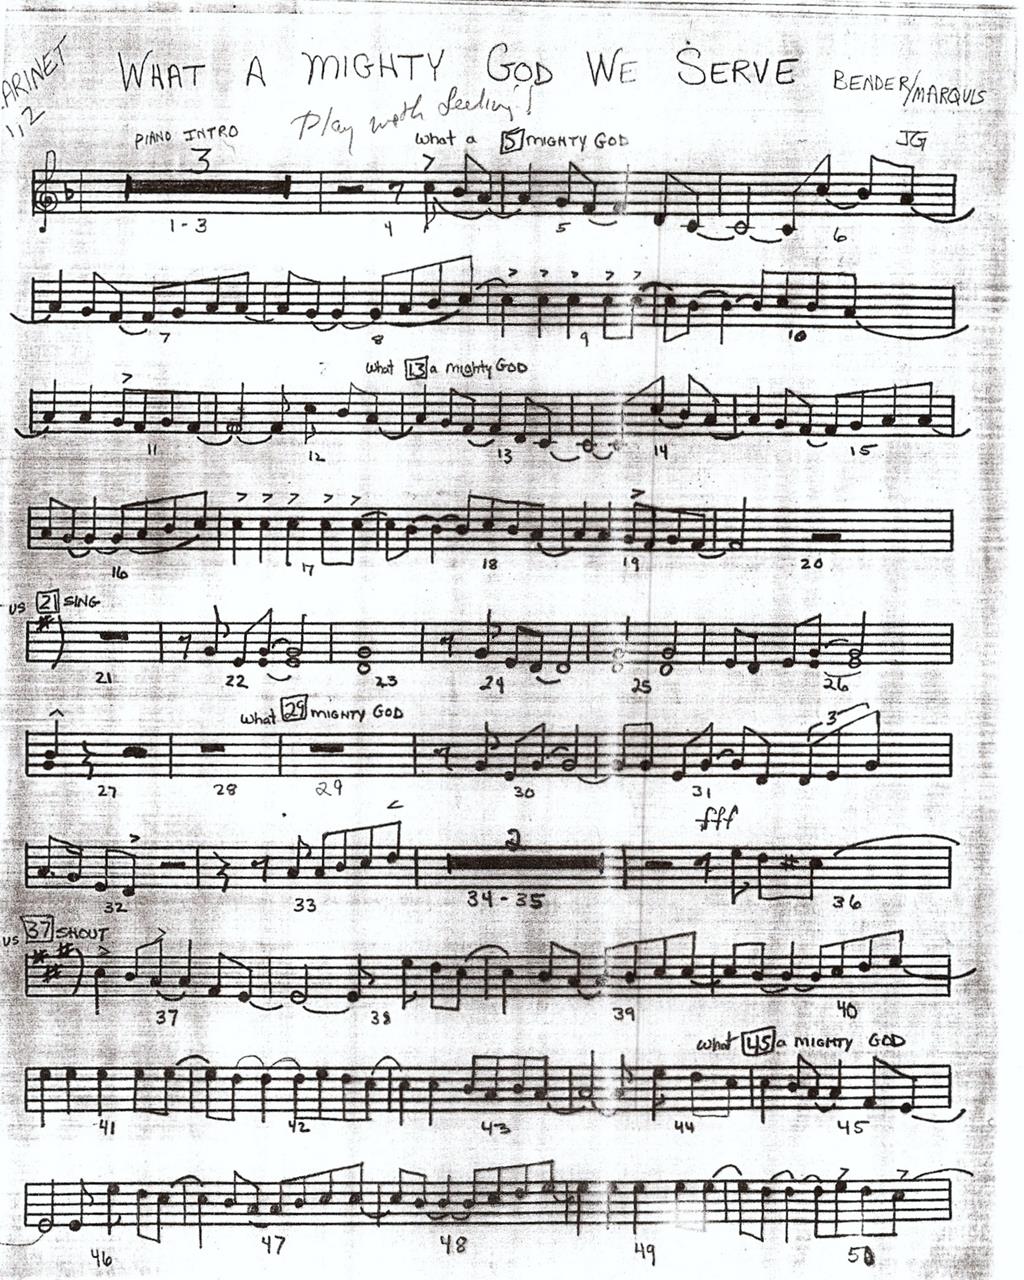 WHAT A MIGHTY GOD WE SERVE
BENDER/MARQUIS
JG
ARINET
1,2
PIANO INTRO
Play with feeling!
What a 5 MIGHTY GOD
3
1-3 4 5 6
7 8 9 10
What 13 a mighty GOD
11 12 13 14 15
16 17 18 19 20
US 21 SING
21 22 23 24 25 26
What 29 MIGHTY GOD
3
27 28 29 30 31
fff
2
32 33 34-35 36
US 37 SHOUT
37 38 39 40
What 45 a MIGHTY GOD
41 42 43 44 45
46 47 48 49 50